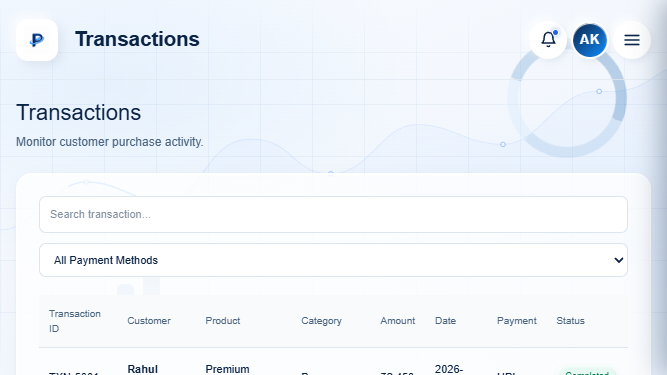 P
Transactions
AK
Transactions
Monitor customer purchase activity.
Search transaction...
All Payment Methods
Transaction ID
Customer
Product
Category
Amount
Date
Payment
Status
Rahul
Premium
2026-
Completed